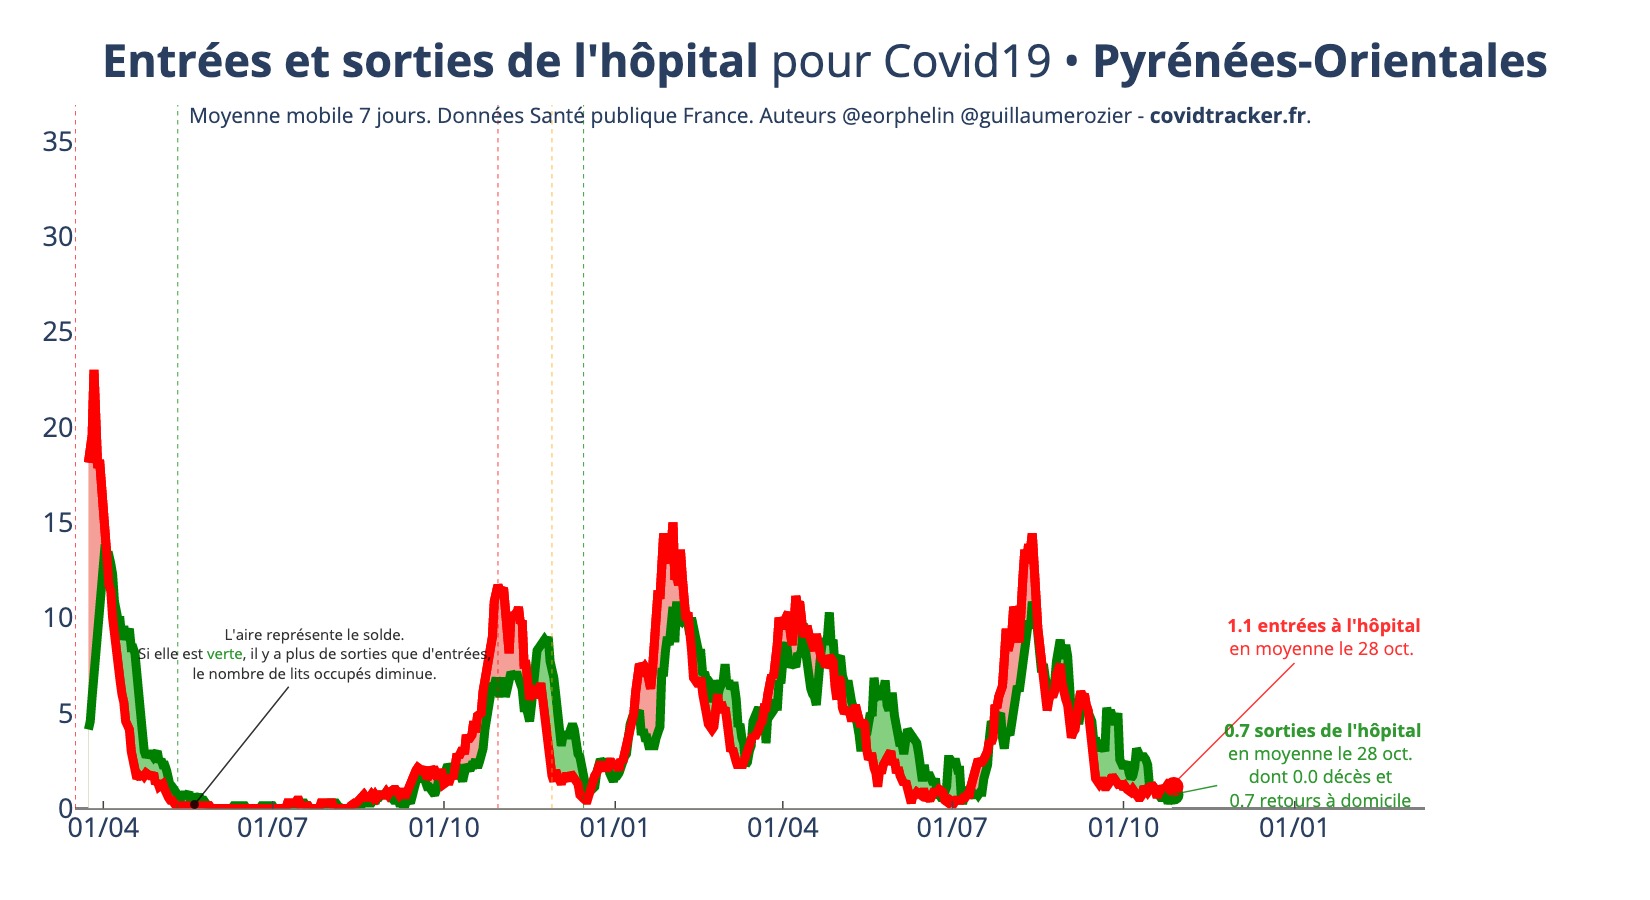 Entrées et sorties de l'hôpital pour Covid19 • Pyrénées-Orientales
Moyenne mobile 7 jours. Données Santé publique France. Auteurs @eorphelin @guillaumerozier - covidtracker.fr.
35
30
25
20
15
10
5
0
L'aire représente le solde.
Si elle est verte, il y a plus de sorties que d'entrées,
le nombre de lits occupés diminue.
1.1 entrées à l'hôpital
en moyenne le 28 oct.
0.7 sorties de l'hôpital
en moyenne le 28 oct.
dont 0.0 décès et
0.7 retours à domicile
01/04 01/07 01/10 01/01 01/04 01/07 01/10 01/01